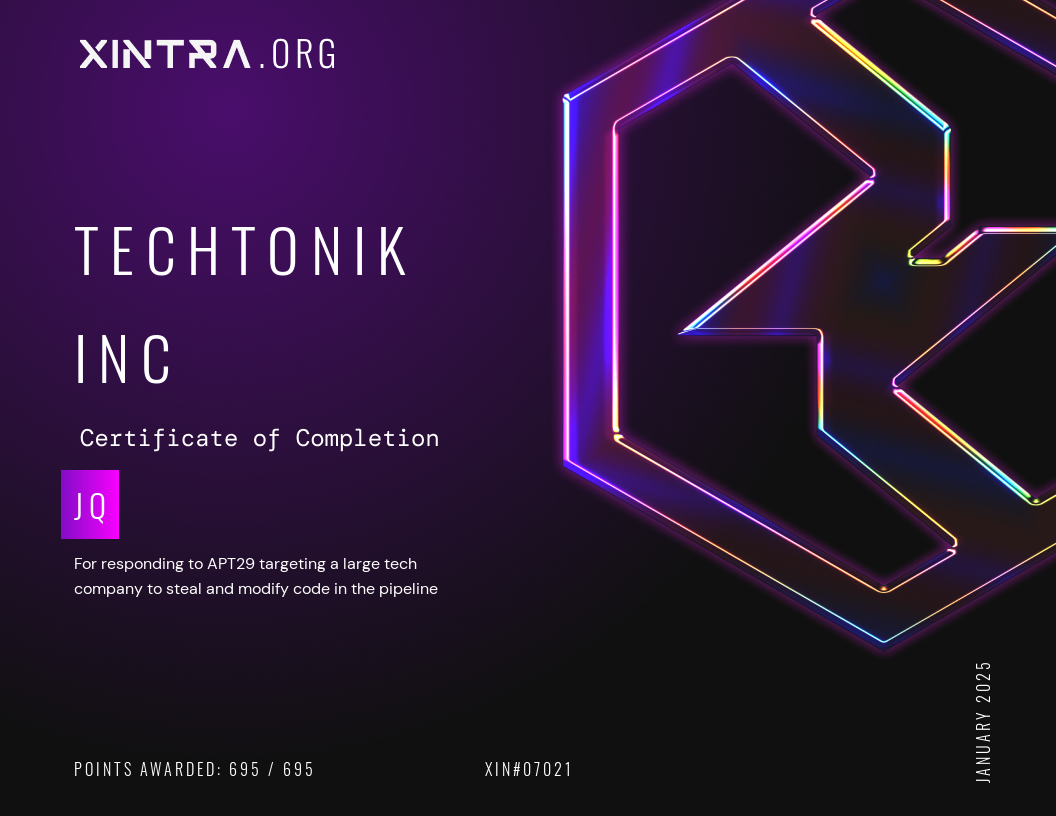 XINTRA.ORG
TECHTONIK
INC
Certificate of Completion
JQ
For responding to APT29 targeting a large tech
company to steal and modify code in the pipeline
POINTS AWARDED: 695 / 695
XIN#07021
JANUARY 2025